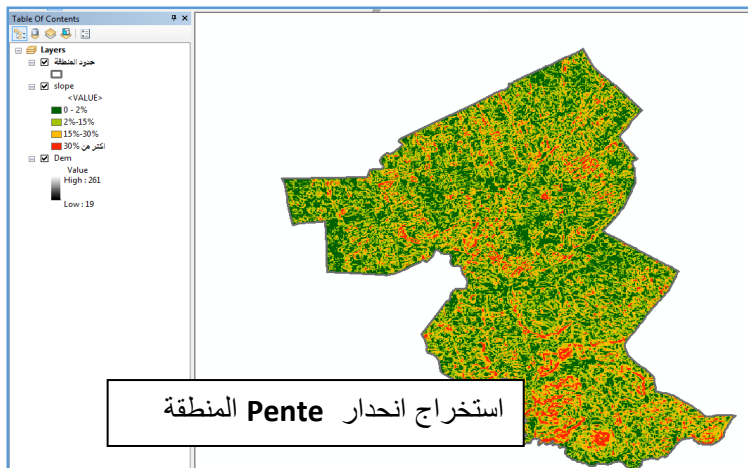 Table Of Contents
Layers
حدود المنطقة
slope
<VALUE>
0 - 2%
2%-15%
15%-30%
اكثر من 30%
Dem
Value
High : 261
Low : 19
استخراج انحدار Pente المنطقة